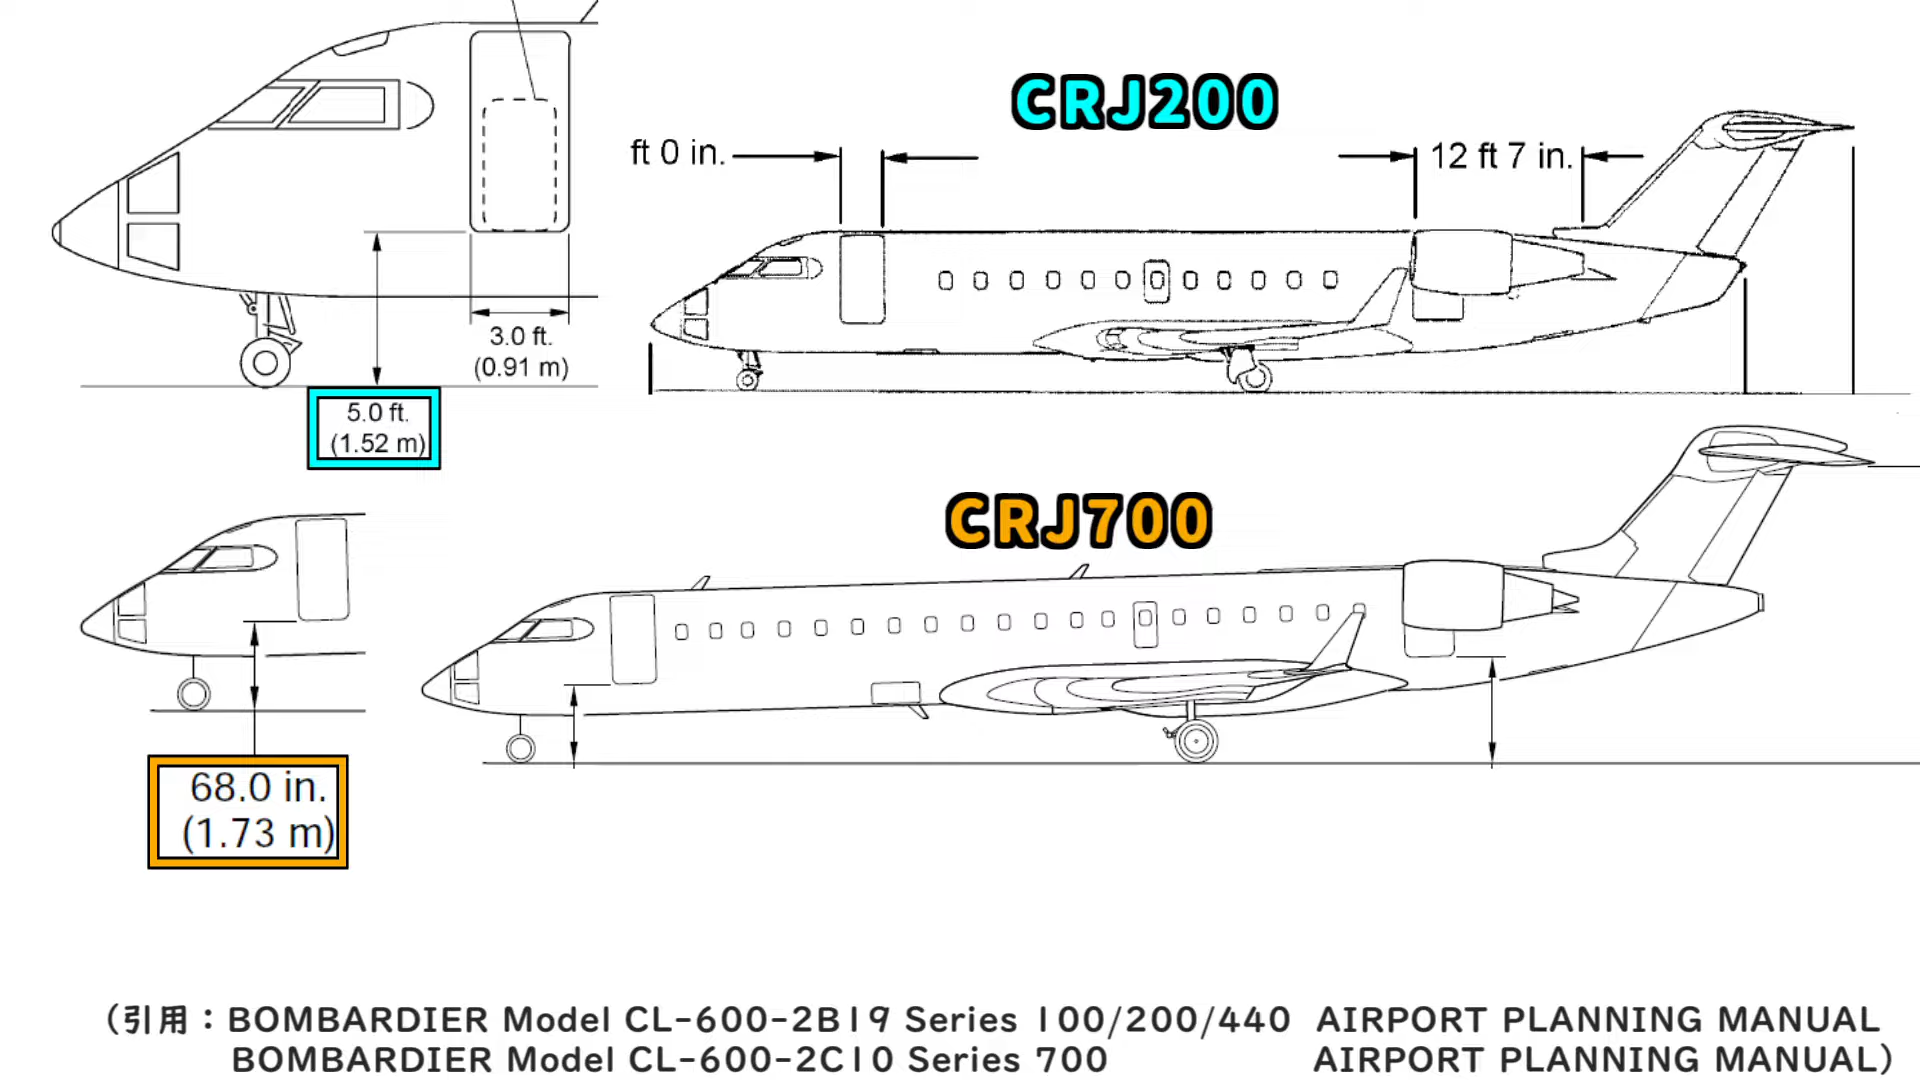 CRJ200
ft 0 in.
12 ft 7 in.
3.0 ft.
(0.91 m)
5.0 ft.
(1.52 m)
CRJ700
68.0 in.
(1.73 m)
（引用：BOMBARDIER Model CL-600-2B19 Series 100/200/440 AIRPORT PLANNING MANUAL
BOMBARDIER Model CL-600-2C10 Series 700 AIRPORT PLANNING MANUAL）